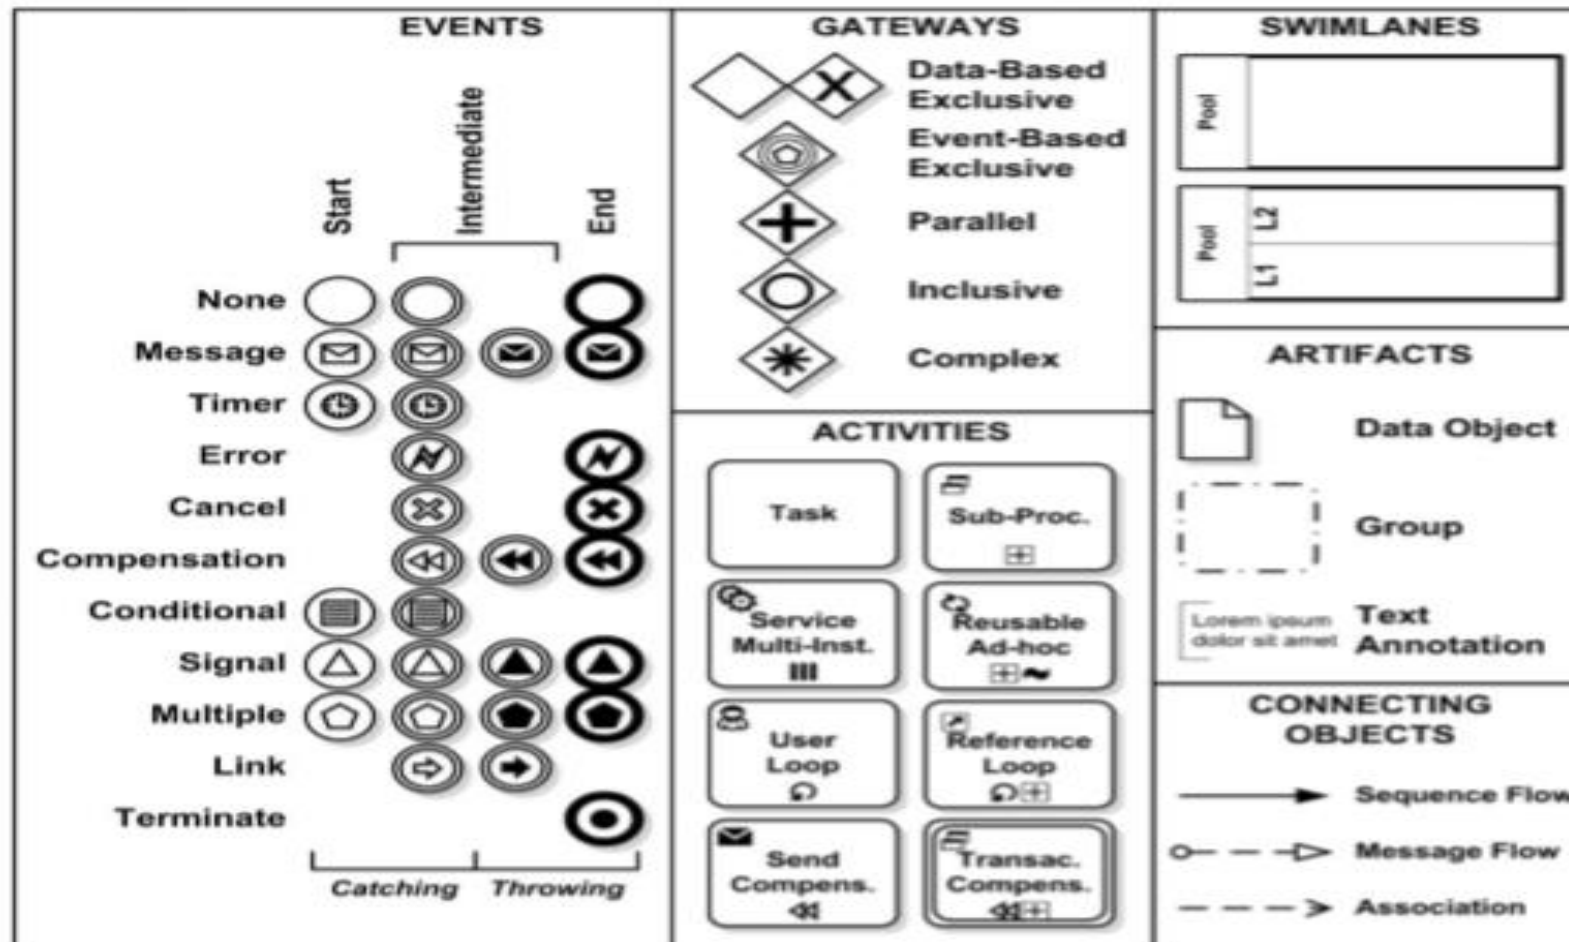 EVENTS
Start
Intermediate
End
None
Message
Timer
Error
Cancel
Compensation
Conditional
Signal
Multiple
Link
Terminate
Catching
Throwing
GATEWAYS
Data-Based
Exclusive
Event-Based
Exclusive
Parallel
Inclusive
Complex
ACTIVITIES
Task
Sub-Proc.
Service
Multi-Inst.
Reusable
Ad-hoc
User
Loop
Reference
Loop
Send
Compens.
Transac.
Compens.
SWIMLANES
Pool
Pool
L2
L1
ARTIFACTS
Data Object
Group
Lorem ipsum
dolor sit amet
Text
Annotation
CONNECTING
OBJECTS
Sequence Flow
Message Flow
Association